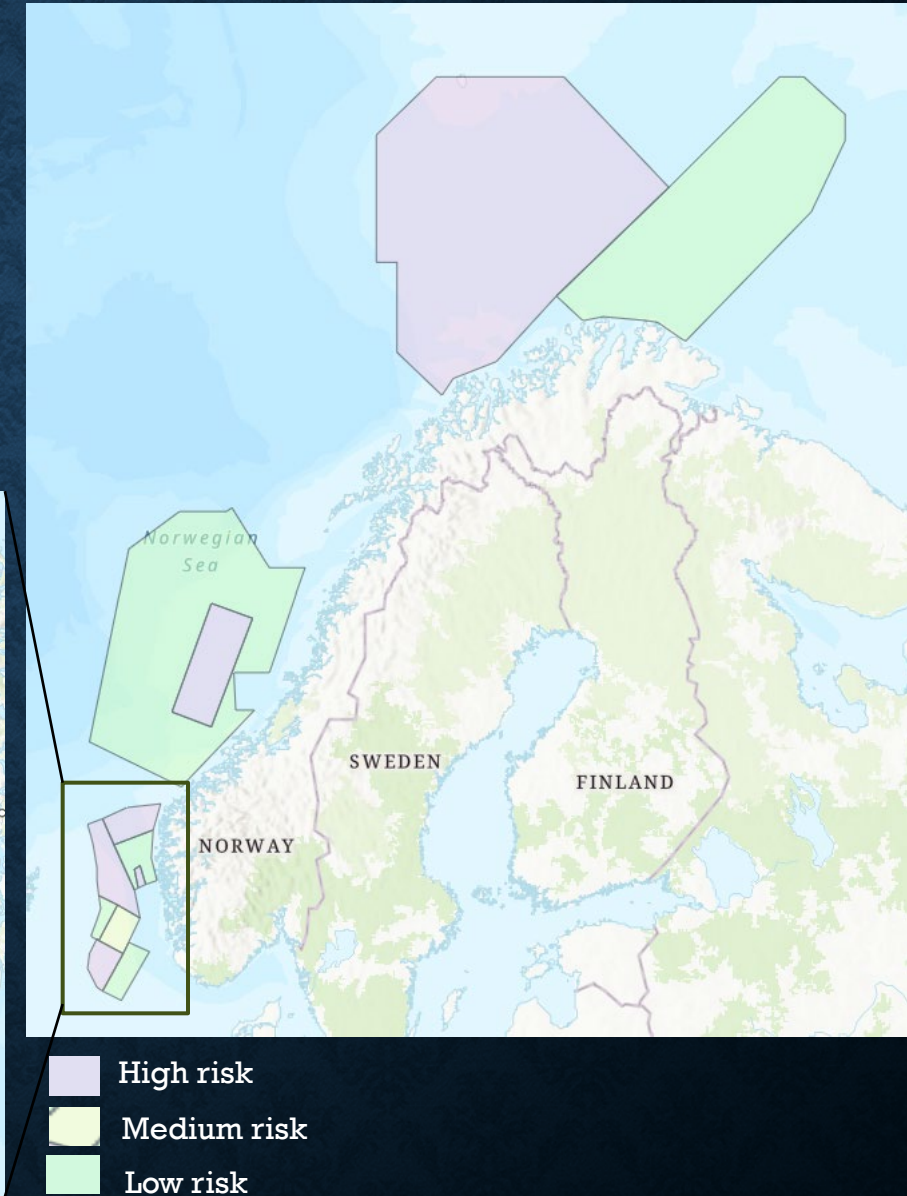 Norwegian
Sea
SWEDEN
FINLAND
NORWAY
High risk
Medium risk
Low risk